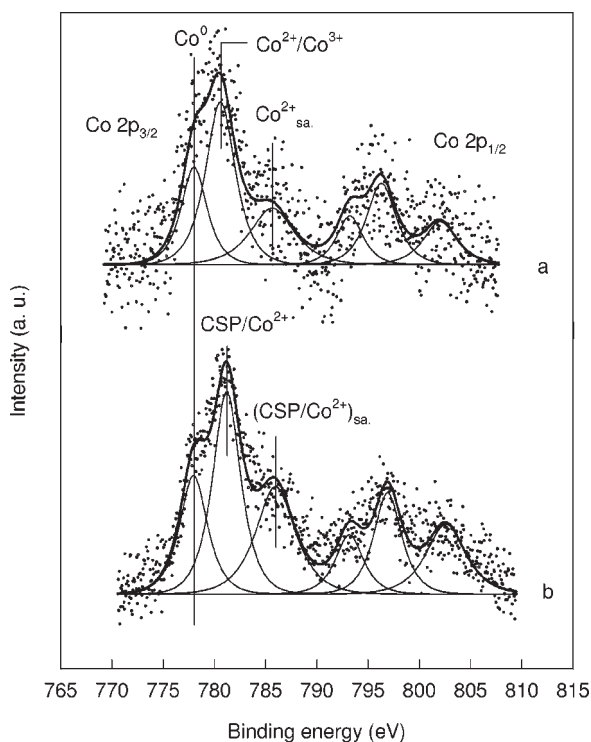 Co⁰
Co²⁺/Co³⁺
Co²⁺sa.
Co 2p3/2
Co 2p1/2
a
CSP/Co²⁺
(CSP/Co²⁺)sa.
b
Intensity (a. u.)
765 770 775 780 785 790 795 800 805 810 815
Binding energy (eV)